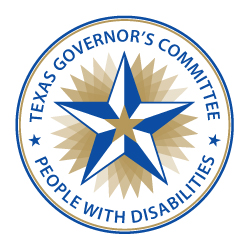 TEXAS GOVERNOR'S COMMITTEE
PEOPLE WITH DISABILITIES